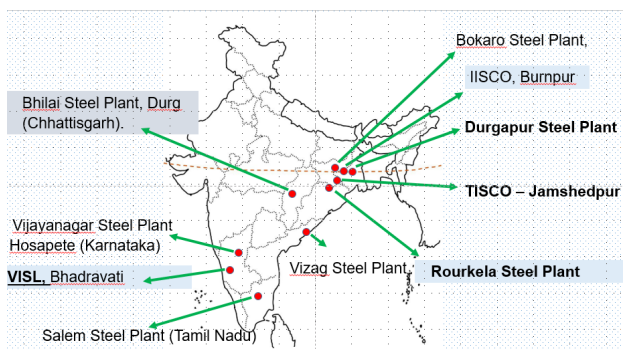 Bokaro Steel Plant,
IISCO, Burnpur
Bhilai Steel Plant, Durg
(Chhattisgarh).
Durgapur Steel Plant
TISCO – Jamshedpur
Vijayanagar Steel Plant
Hosapete (Karnataka)
VISL, Bhadravati
Vizag Steel Plant
Rourkela Steel Plant
Salem Steel Plant (Tamil Nadu)